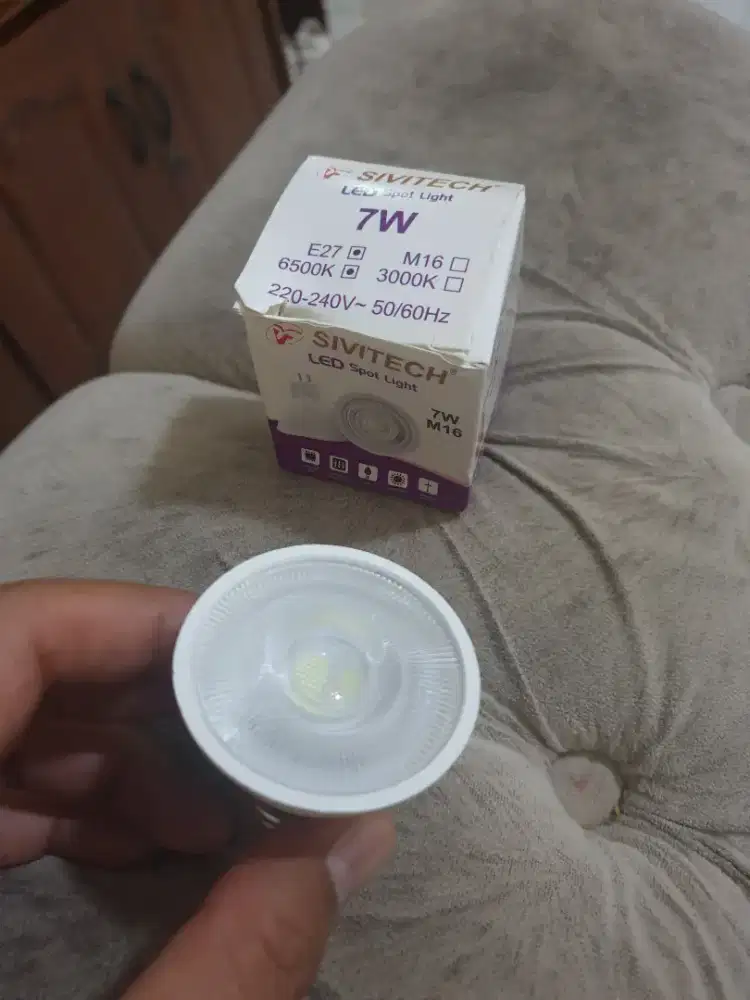 SIVITECH
LED Spot Light
7W
E27 M16
6500K 3000K
220-240V~ 50/60Hz
SIVITECH®
LED Spot Light
7W
M16